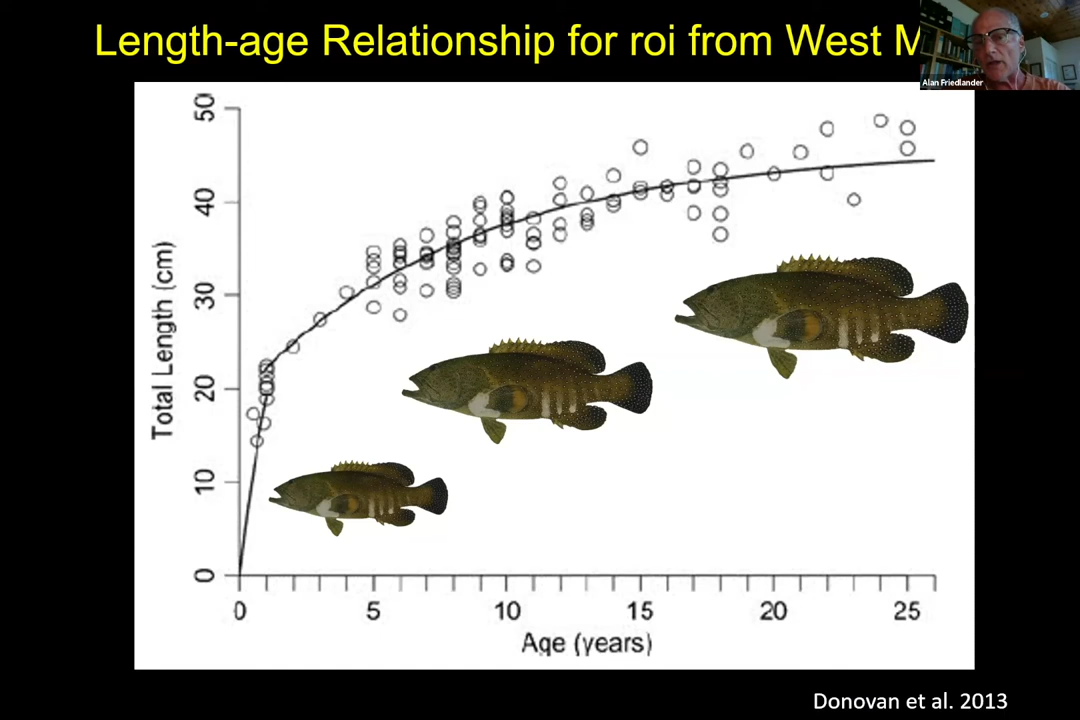 Length-age Relationship for roi from West M
Alan Friedlander
50
40
30
20
10
0
Total Length (cm)
0 5 10 15 20 25
Age (years)
Donovan et al. 2013